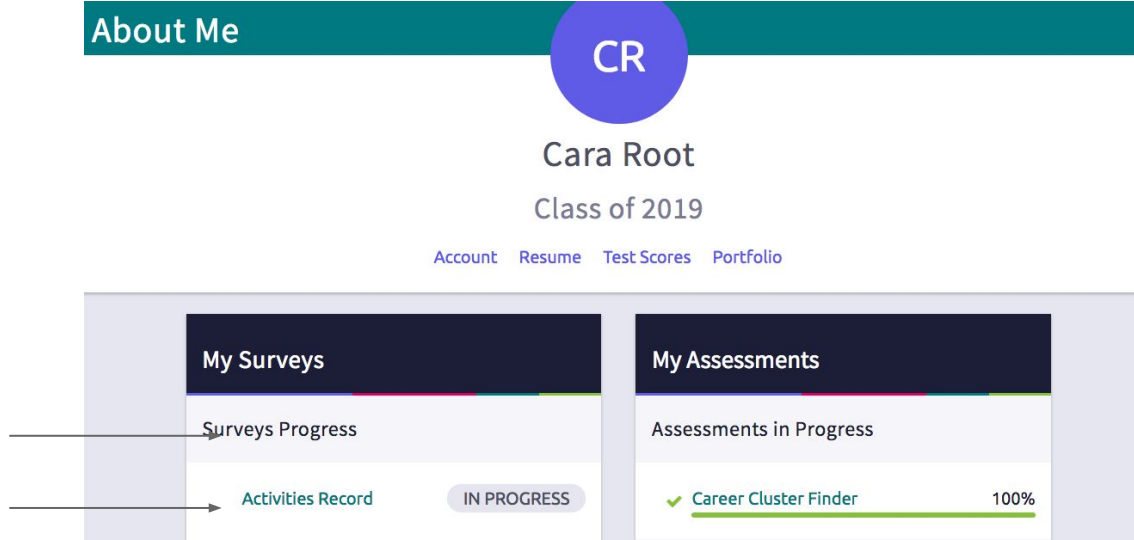 About Me
CR
Cara Root
Class of 2019
Account Resume Test Scores Portfolio
My Surveys
Surveys Progress
Activities Record IN PROGRESS
My Assessments
Assessments in Progress
Career Cluster Finder 100%